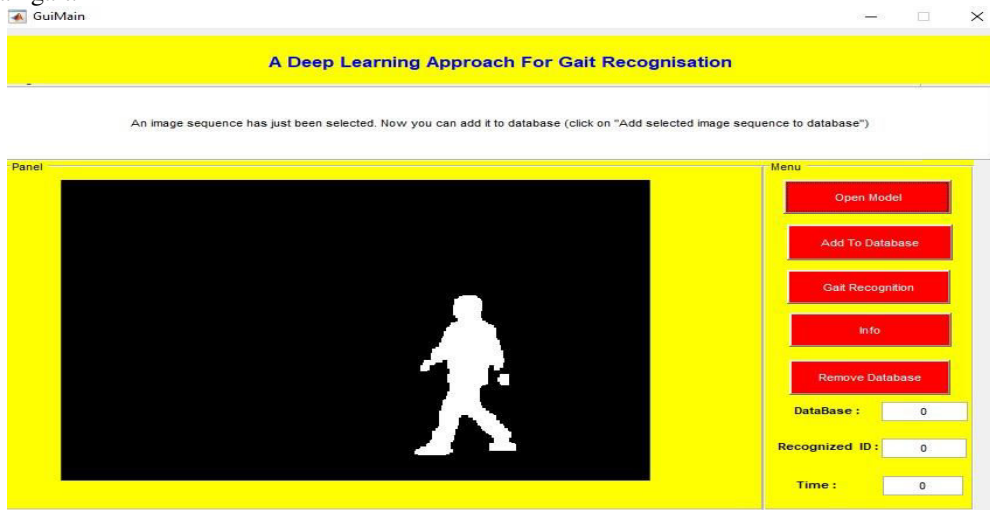 GuiMain
A Deep Learning Approach For Gait Recognisation
An image sequence has just been selected. Now you can add it to database (click on "Add selected image sequence to database")
Panel
Menu
Open Model
Add To Database
Gait Recognition
Info
Remove Database
DataBase : 0
Recognized ID : 0
Time : 0